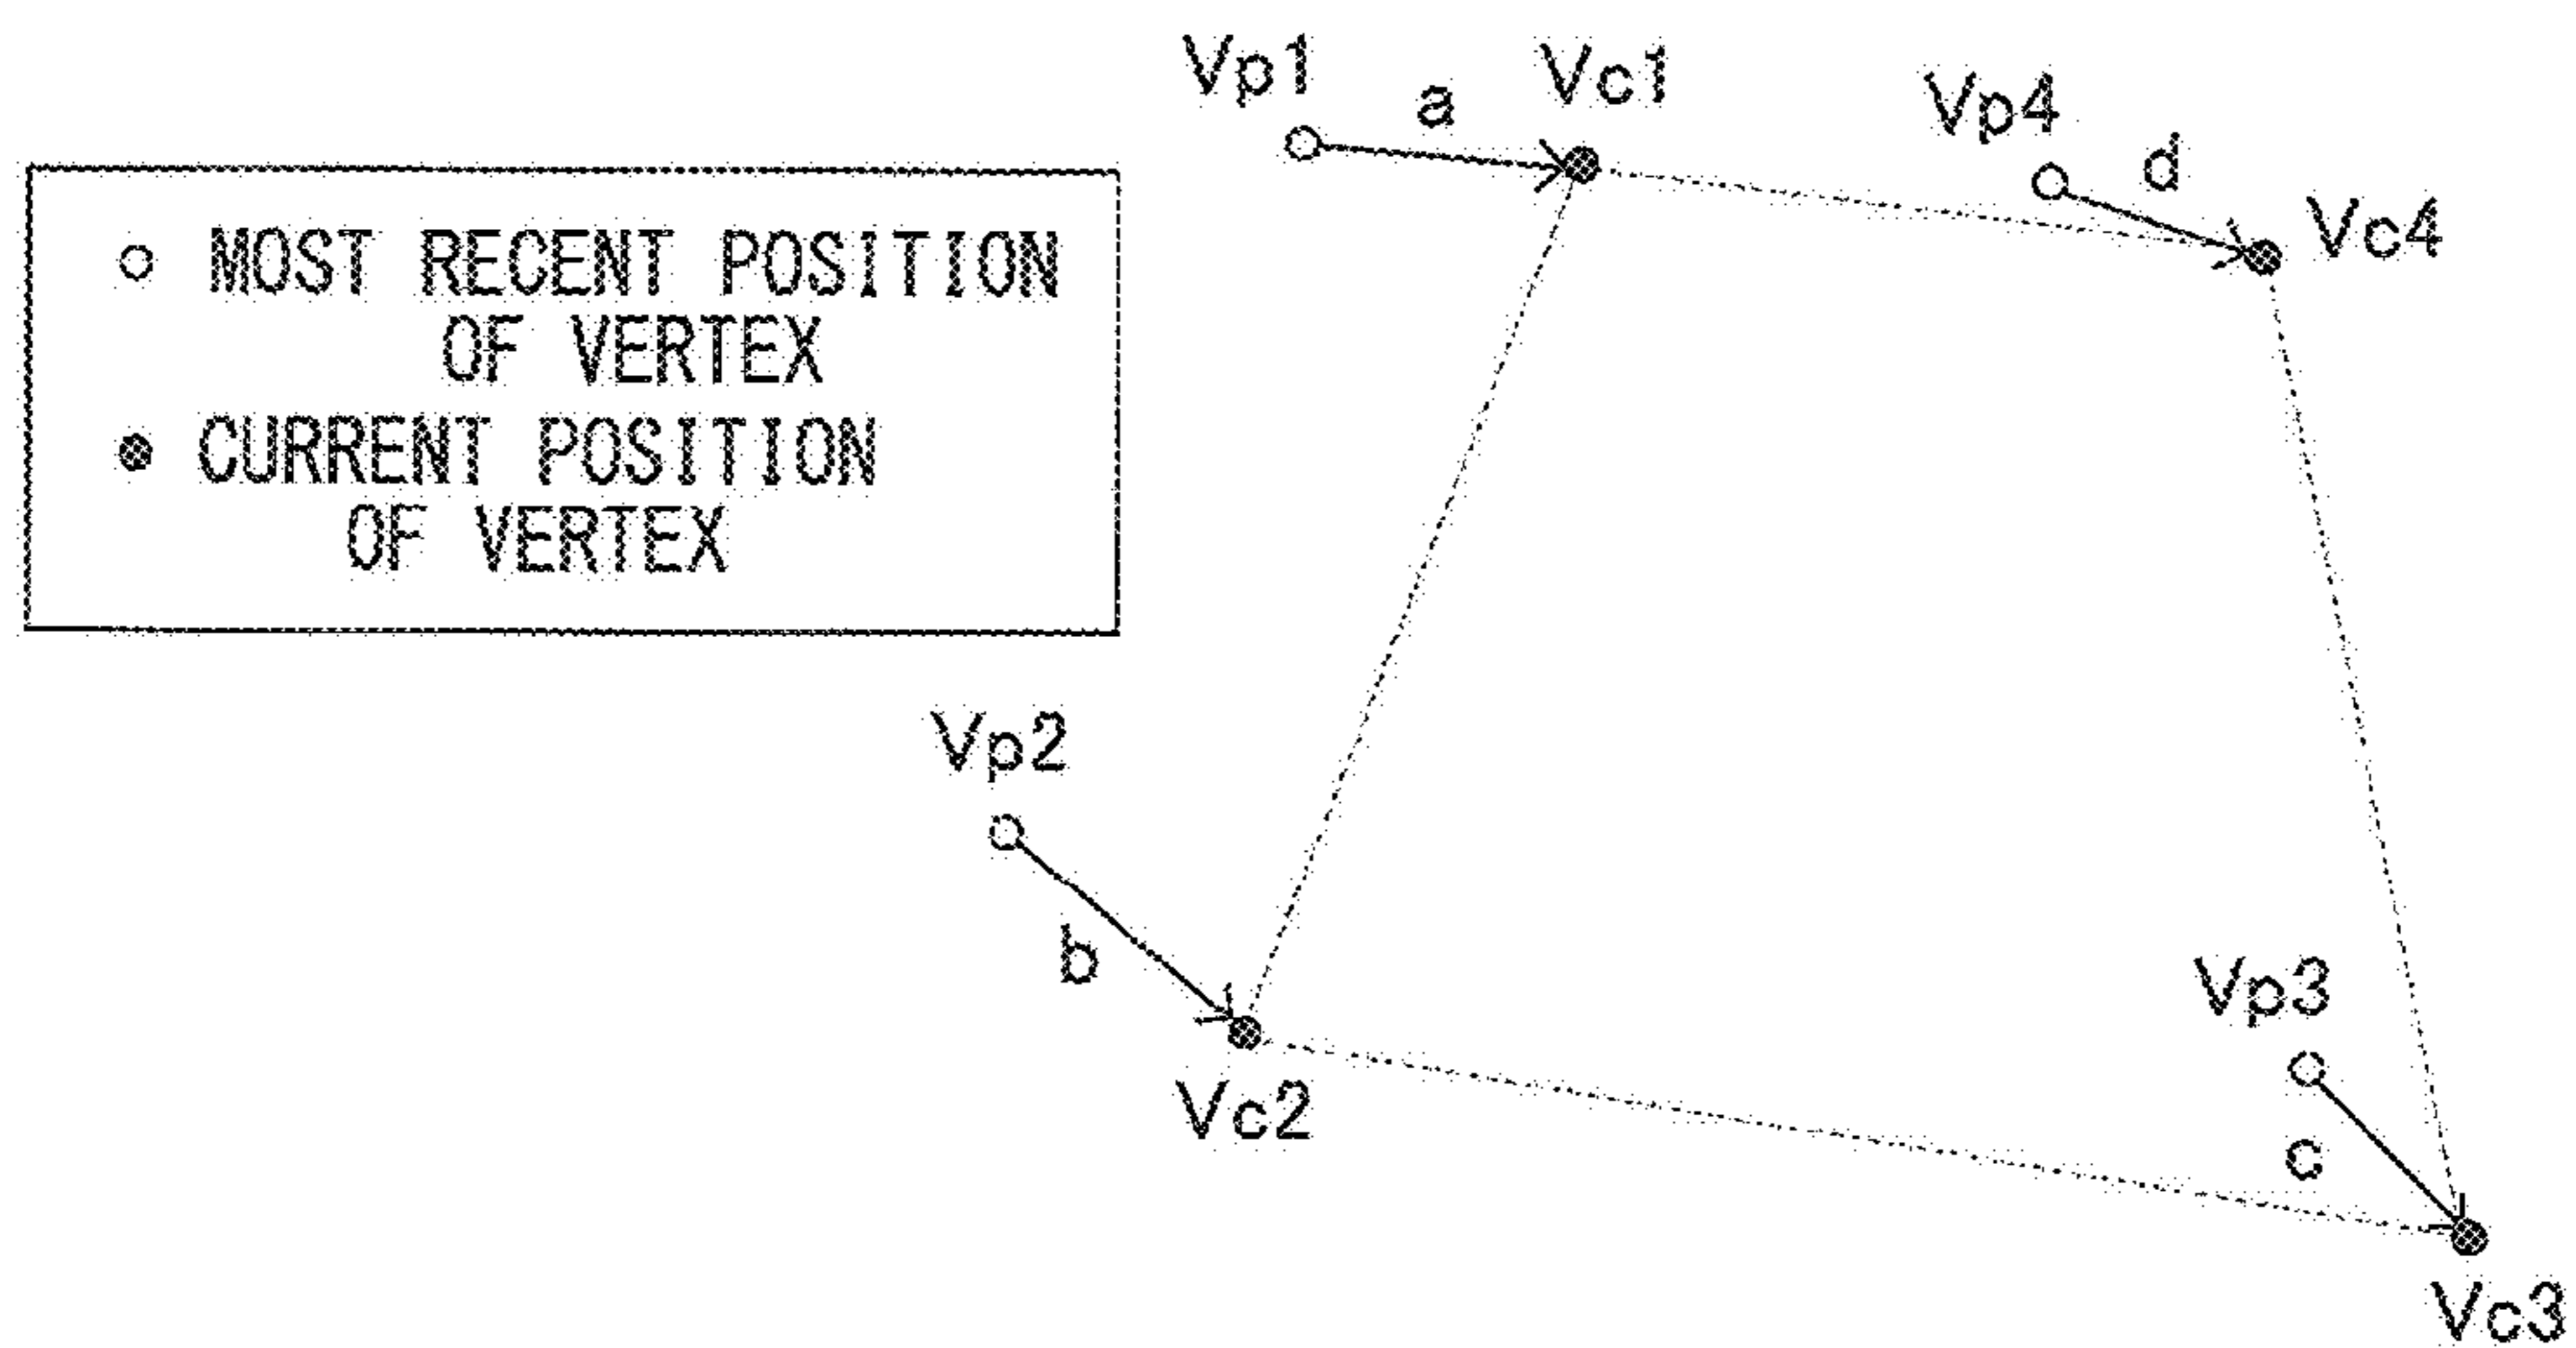 Vp1
a
Vc1
Vp4
d
Vc4
MOST RECENT POSITION
OF VERTEX
CURRENT POSITION
OF VERTEX
Vp2
b
Vc2
Vp3
c
Vc3